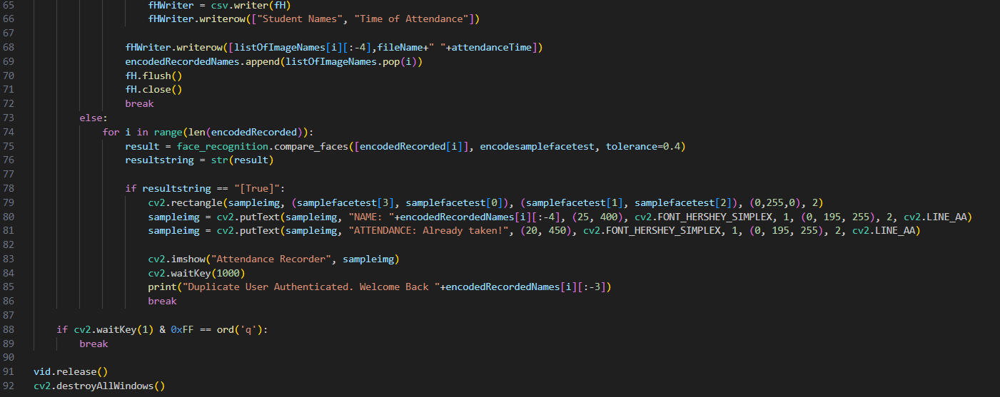 65 fHWriter = csv.writer(fH)
66 fHWriter.writerow(["Student Names", "Time of Attendance"])
67
68 fHWriter.writerow([listOfImageNames[i][:-4],fileName+" "+attendanceTime])
69 encodedRecordedNames.append(listOfImageNames.pop(i))
70 fH.flush()
71 fH.close()
72 break
73 else:
74 for i in range(len(encodedRecorded)):
75 result = face_recognition.compare_faces([encodedRecorded[i]], encodesamplefacetest, tolerance=0.4)
76 resultstring = str(result)
77
78 if resultstring == "[True]":
79 cv2.rectangle(sampleimg, (samplefacetest[3], samplefacetest[0]), (samplefacetest[1], samplefacetest[2]), (0,255,0), 2)
80 sampleimg = cv2.putText(sampleimg, "NAME: "+encodedRecordedNames[i][:-4], (25, 400), cv2.FONT_HERSHEY_SIMPLEX, 1, (0, 195, 255), 2, cv2.LINE_AA)
81 sampleimg = cv2.putText(sampleimg, "ATTENDANCE: Already taken!", (20, 450), cv2.FONT_HERSHEY_SIMPLEX, 1, (0, 195, 255), 2, cv2.LINE_AA)
82
83 cv2.imshow("Attendance Recorder", sampleimg)
84 cv2.waitKey(1000)
85 print("Duplicate User Authenticated. Welcome Back "+encodedRecordedNames[i][:-3])
86 break
87
88 if cv2.waitKey(1) & 0xFF == ord('q'):
89 break
90
91 vid.release()
92 cv2.destroyAllWindows()